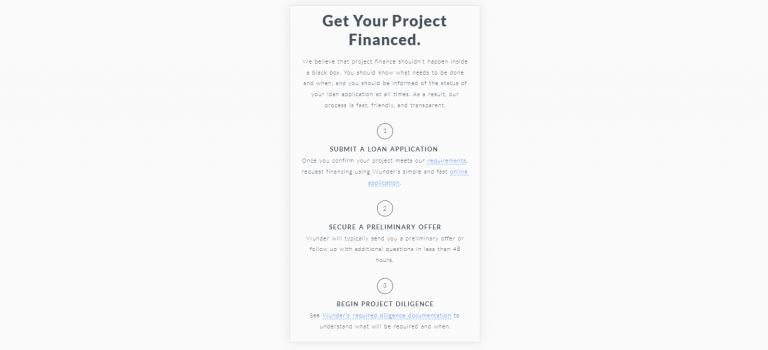 Get Your Project
Financed.
We believe that project finance shouldn't happen inside
a black box. You should know what needs to be done
and when, and you should be informed of the status of
your loan application at all times. As a result, our
process is fast, friendly, and transparent.
1
SUBMIT A LOAN APPLICATION
Once you confirm your project meets our requirements,
request financing using Wunder's simple and fast online
application.
2
SECURE A PRELIMINARY OFFER
Wunder will typically send you a preliminary offer or
follow up with additional questions in less than 48
hours.
3
BEGIN PROJECT DILIGENCE
See Wunder's required diligence documentation to
understand what will be required and when.